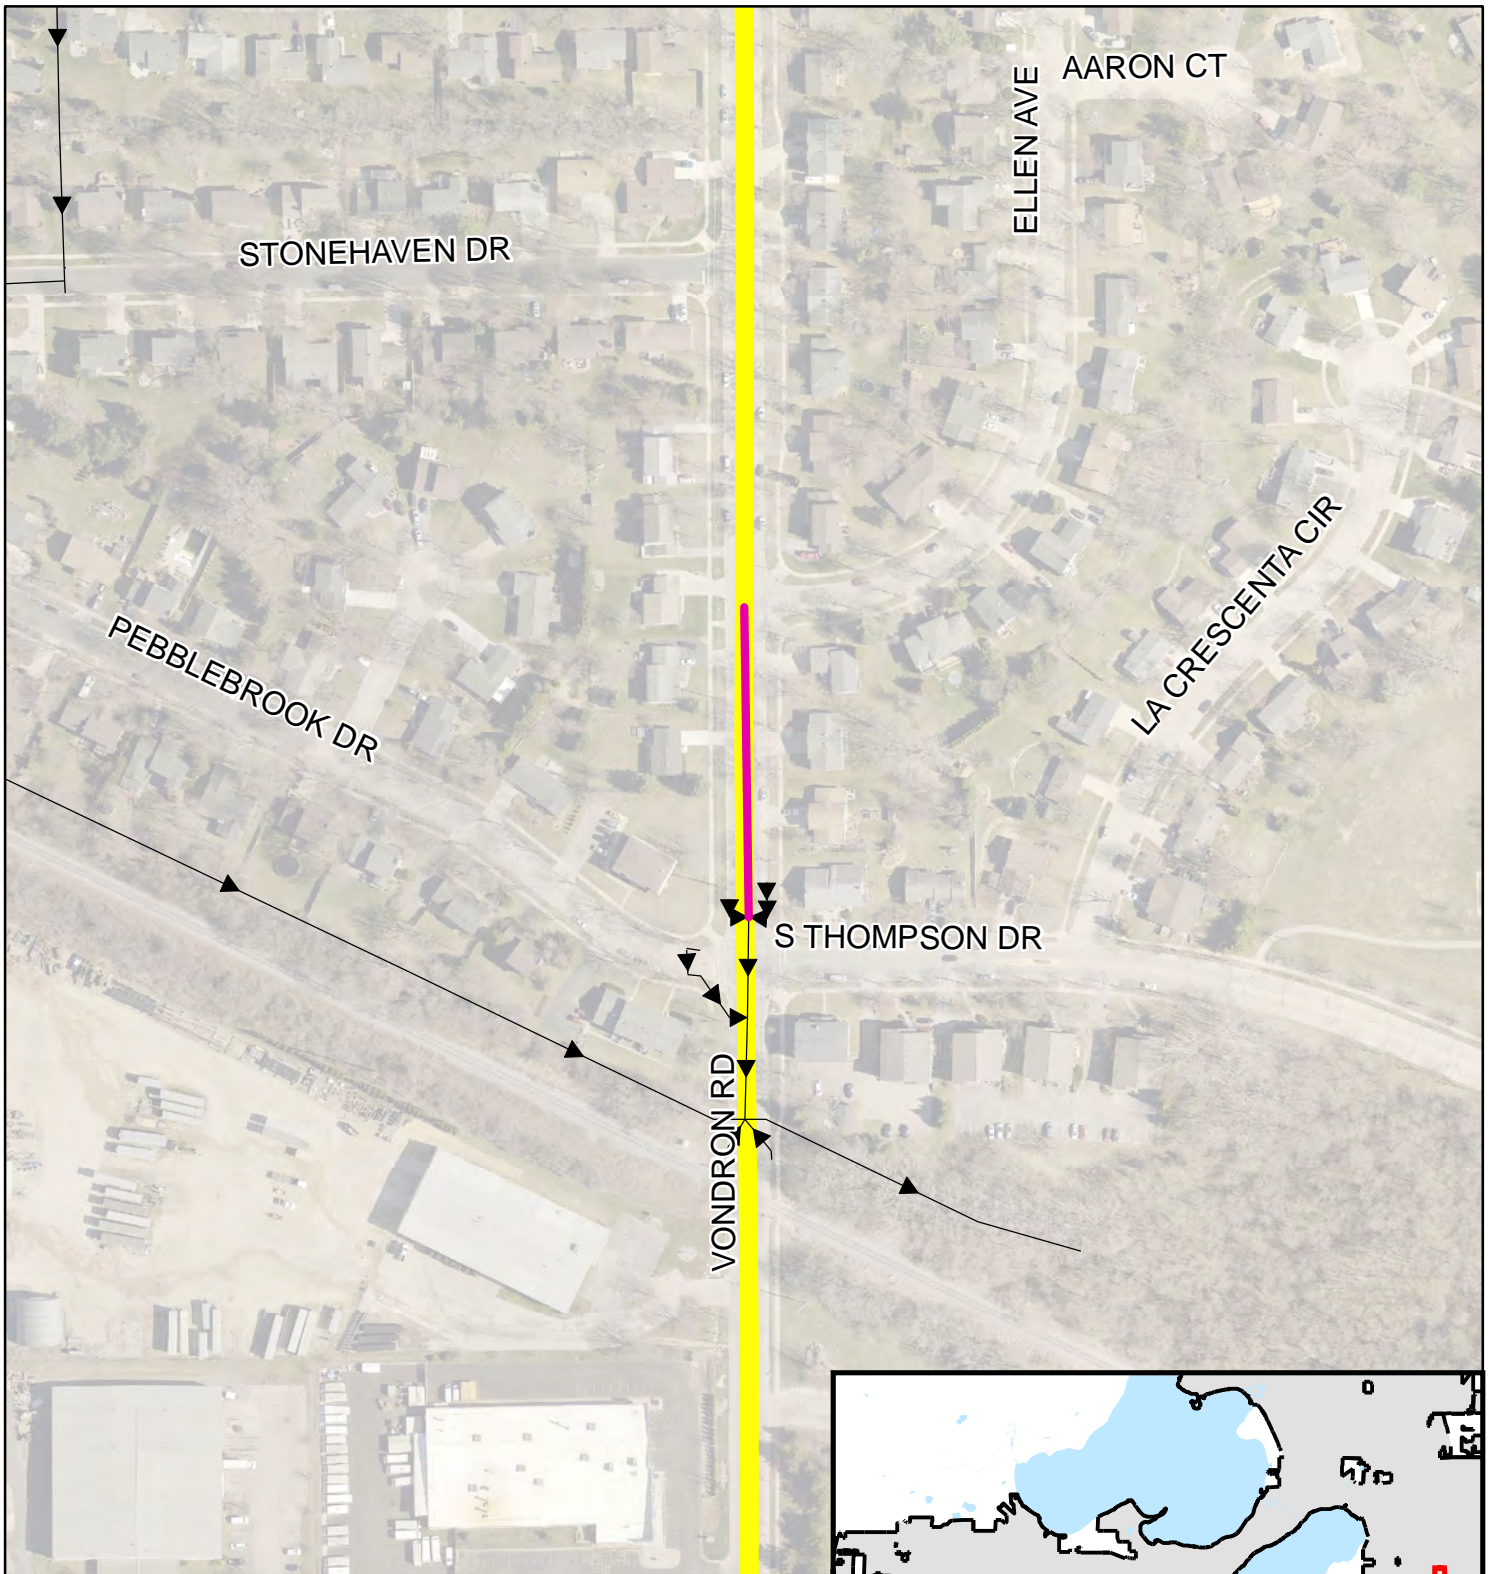 AARON CT
ELLEN AVE
STONEHAVEN DR
LA CRESCENTA CIR
PEBBLEBROOK DR
S THOMPSON DR
VONDRON RD